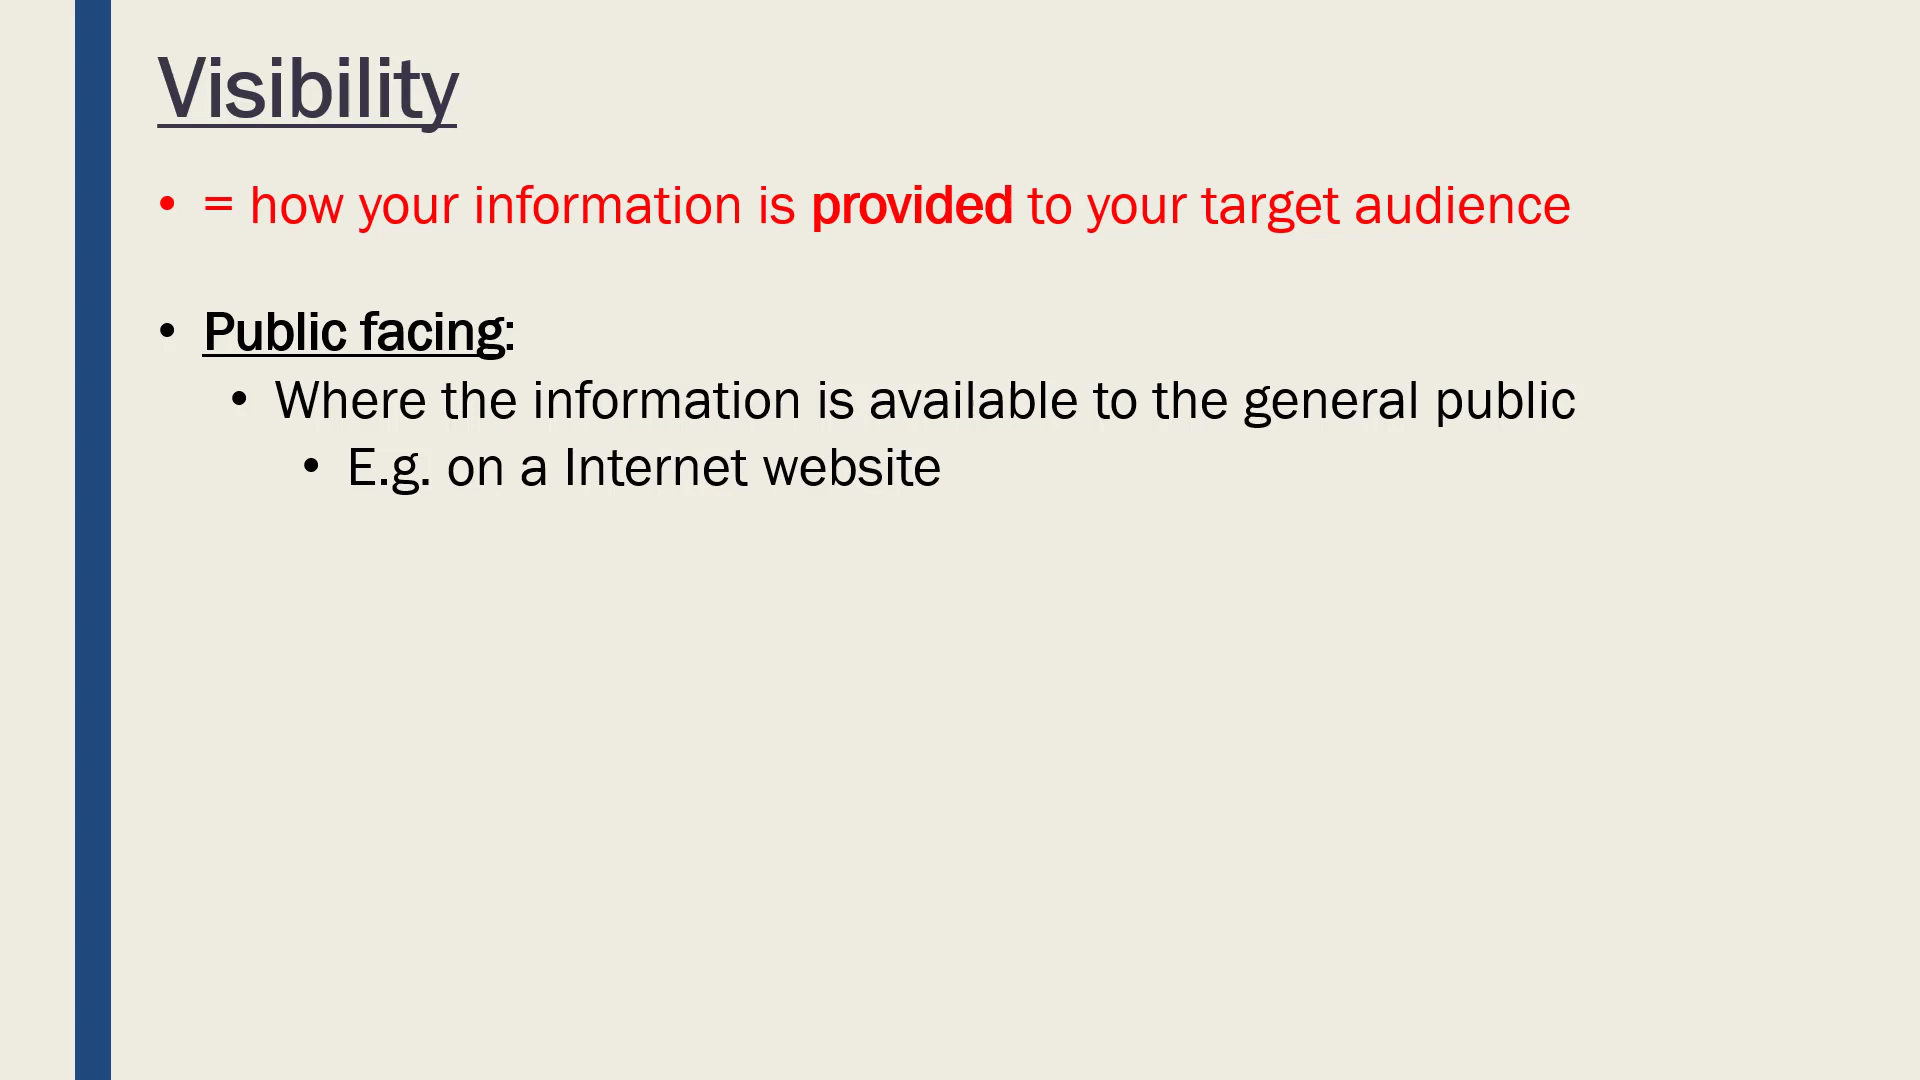 Visibility
• = how your information is provided to your target audience
• Public facing:
• Where the information is available to the general public
• E.g. on a Internet website